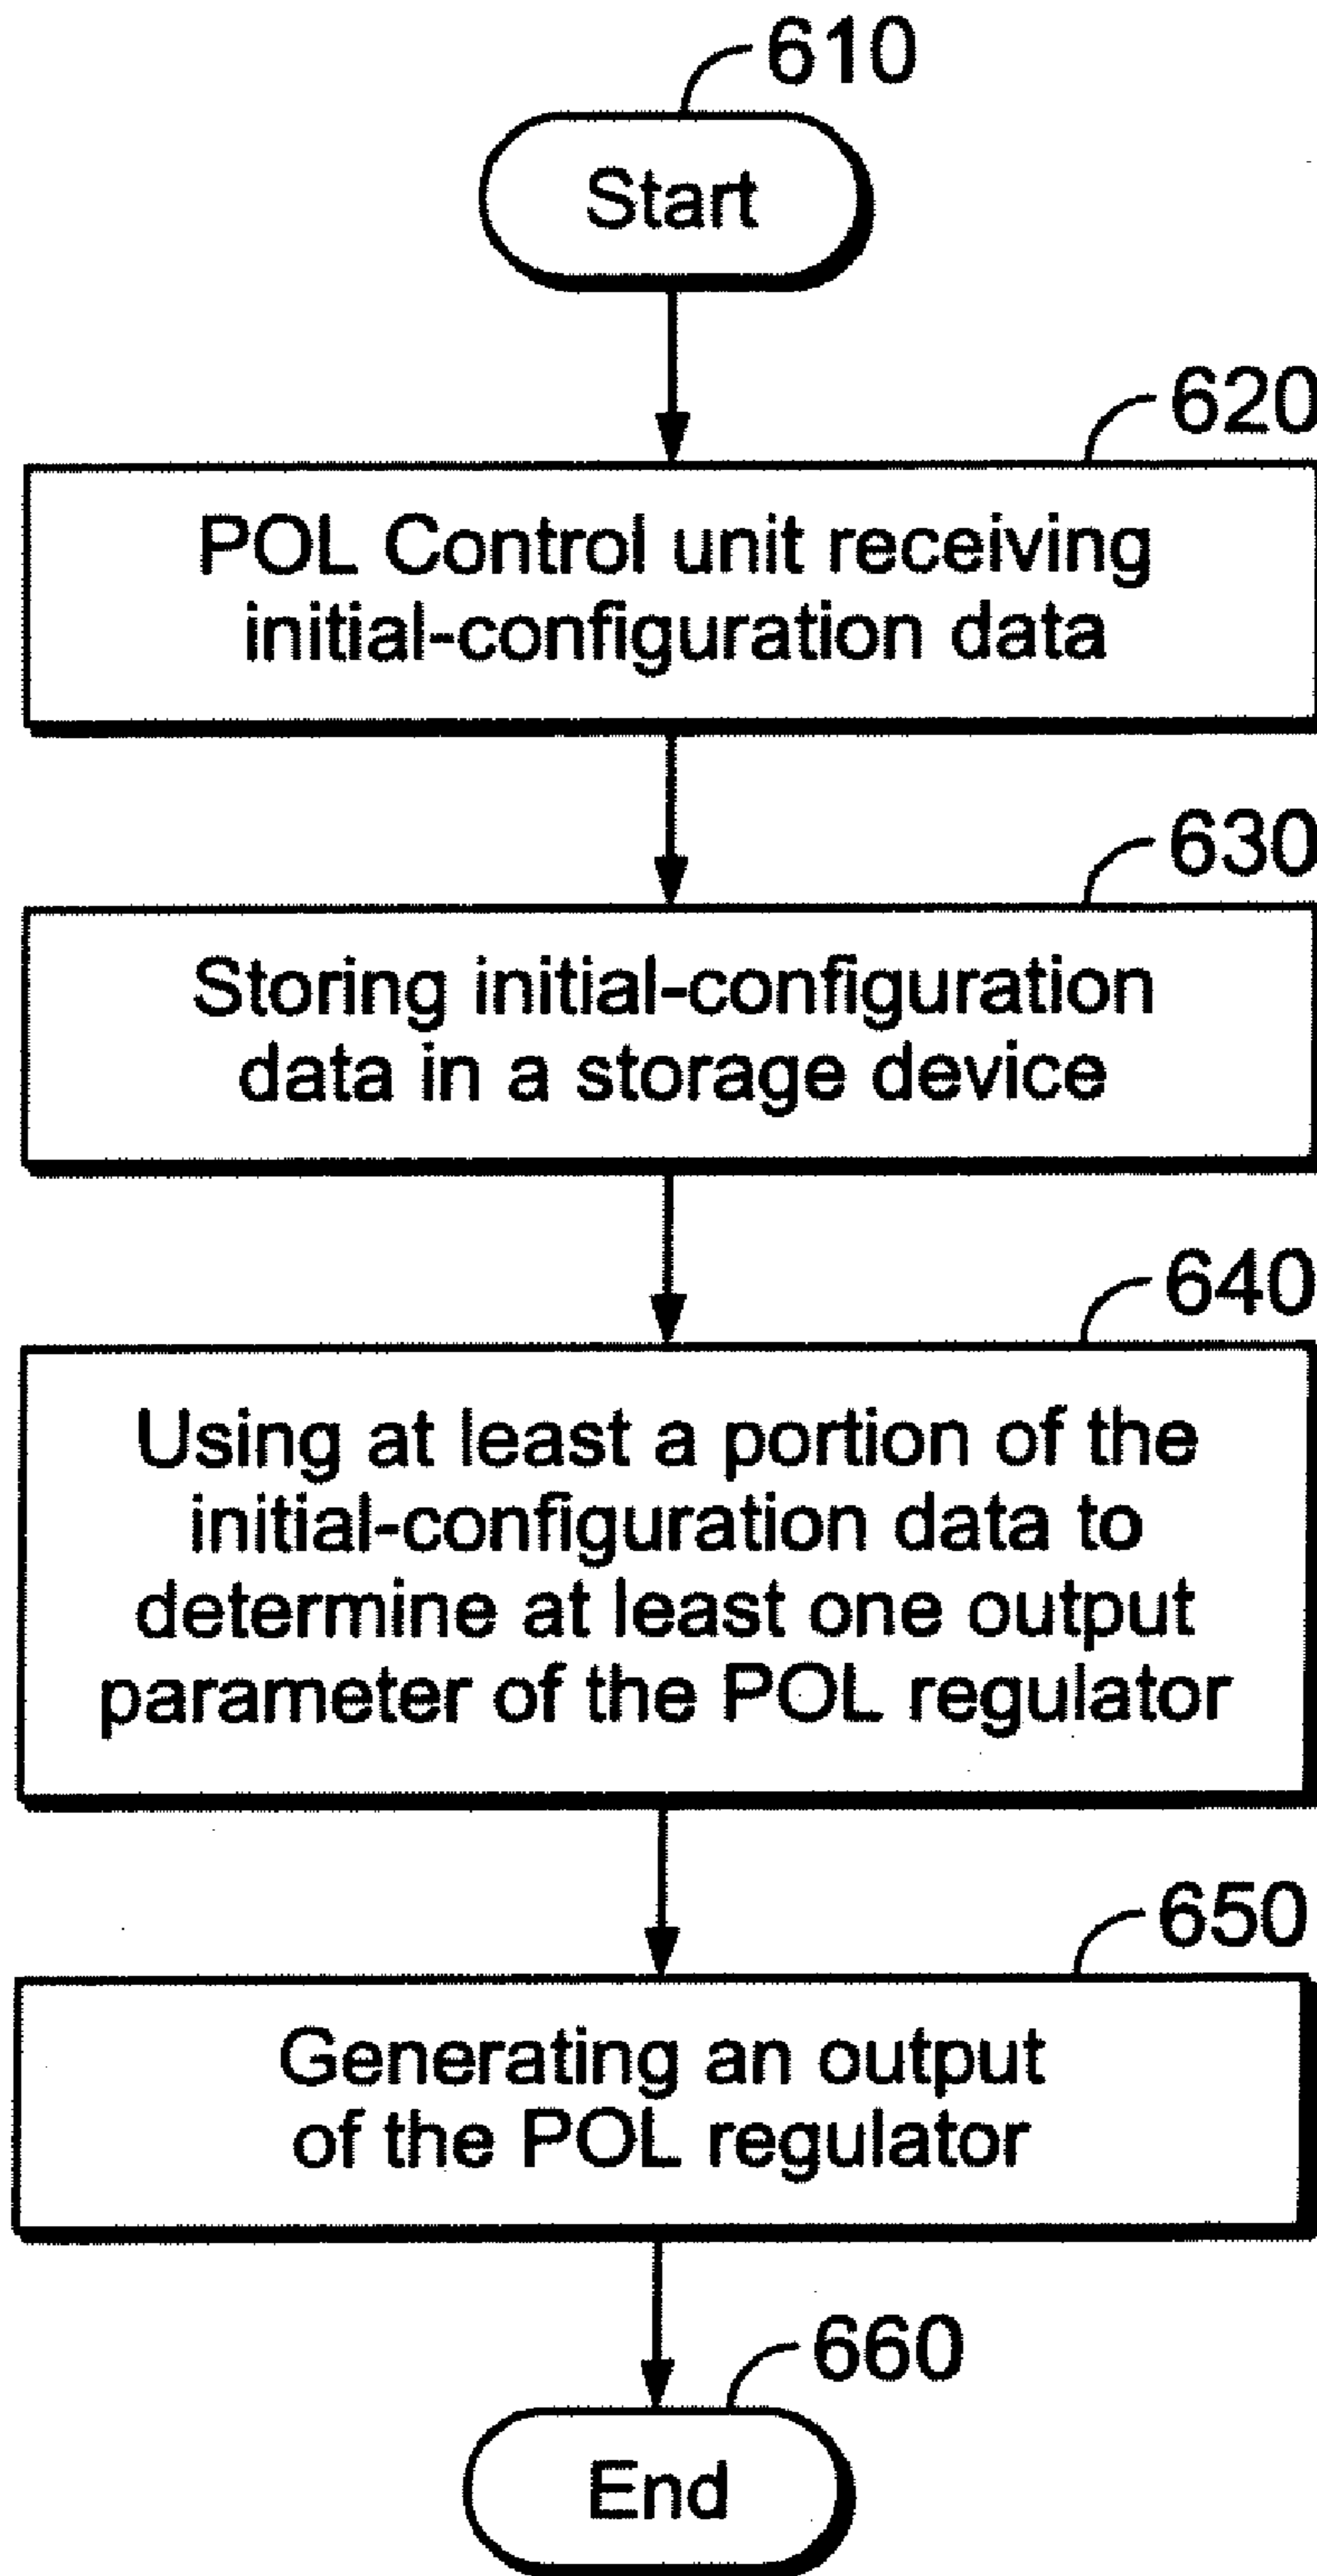 610
Start
620
POL Control unit receiving
initial-configuration data
630
Storing initial-configuration
data in a storage device
640
Using at least a portion of the
initial-configuration data to
determine at least one output
parameter of the POL regulator
650
Generating an output
of the POL regulator
660
End